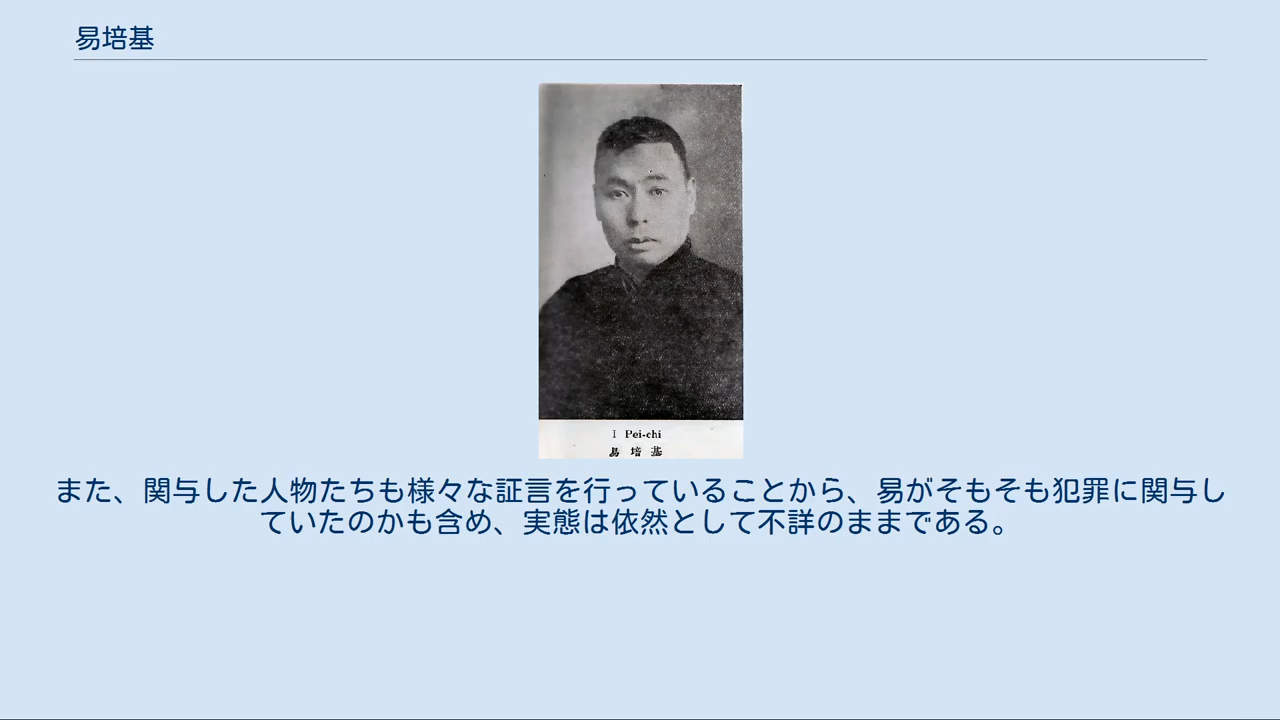 易培基
I Pei-chi
易培基
また、関与した人物たちも様々な証言を行っていることから、易がそもそも犯罪に関与し
ていたのかも含め、実態は依然として不詳のままである。